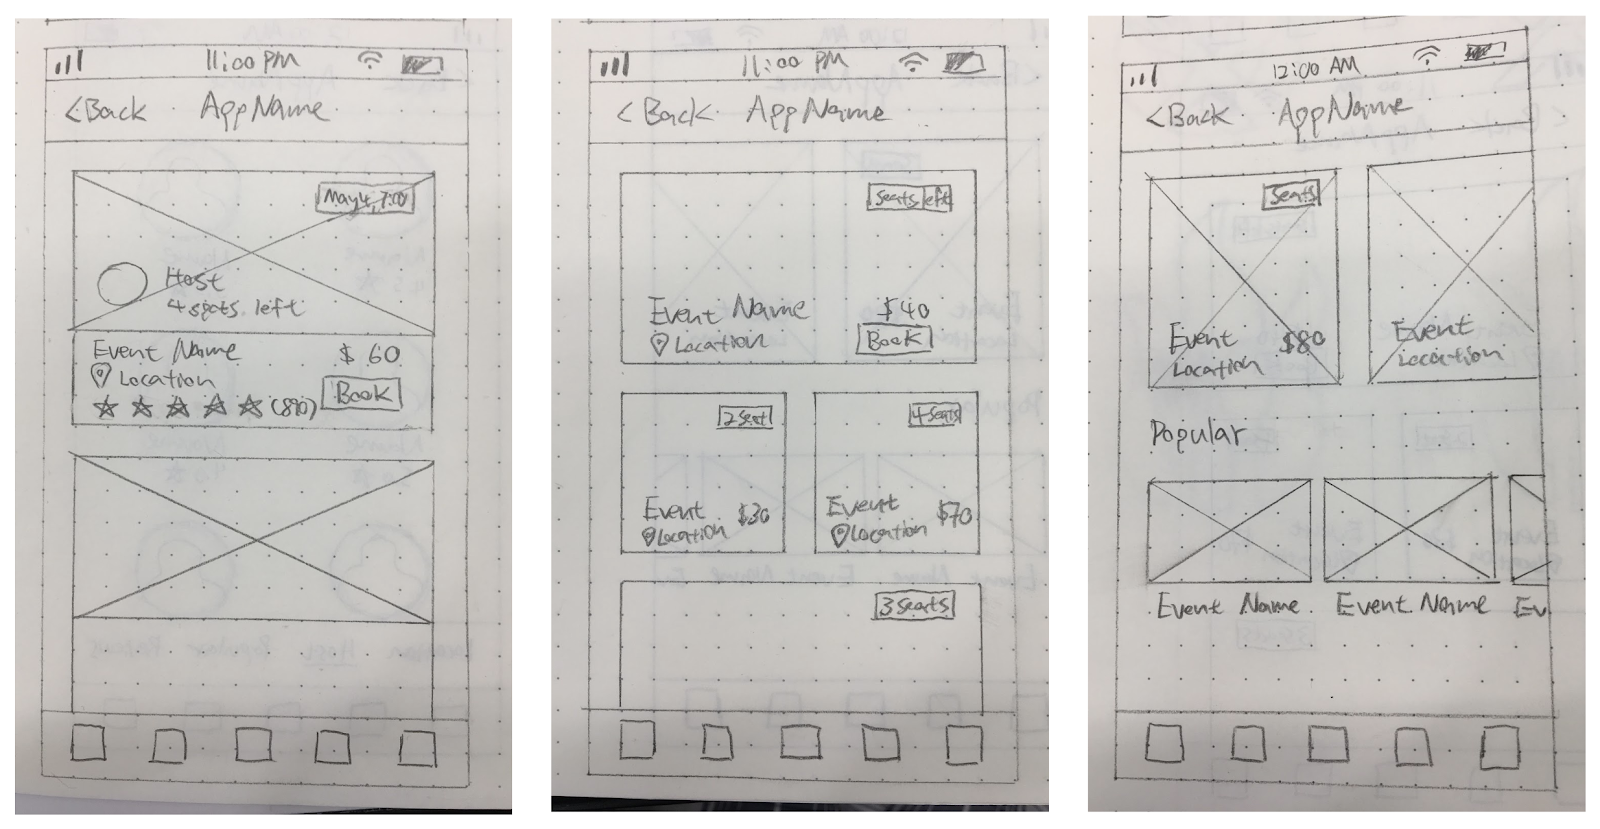 11:00 PM
<Back AppName
May 4, 7:00
Host
4 seats left
Event Name $60
Location
(890) Book
11:00 PM
<Back AppName
Seats left
Event Name $40
Location Book
2 Seat 4 Seats
Event $30 Event $70
Location Location
3 Seats
12:00 AM
<Back AppName
Seats
Event $80 Event
Location Location
Popular
Event Name Event Name Ev